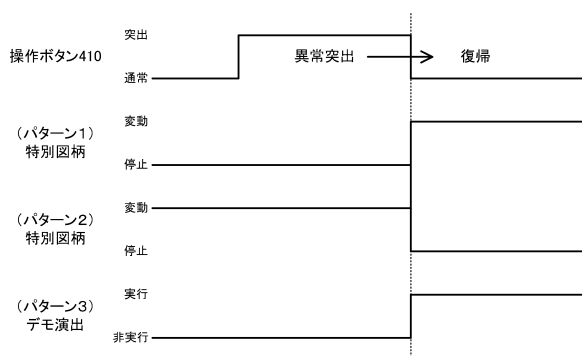 突出
操作ボタン410
異常突出
復帰
通常
変動
（パターン１）
特別図柄
停止
変動
（パターン２）
特別図柄
停止
実行
（パターン３）
デモ演出
非実行